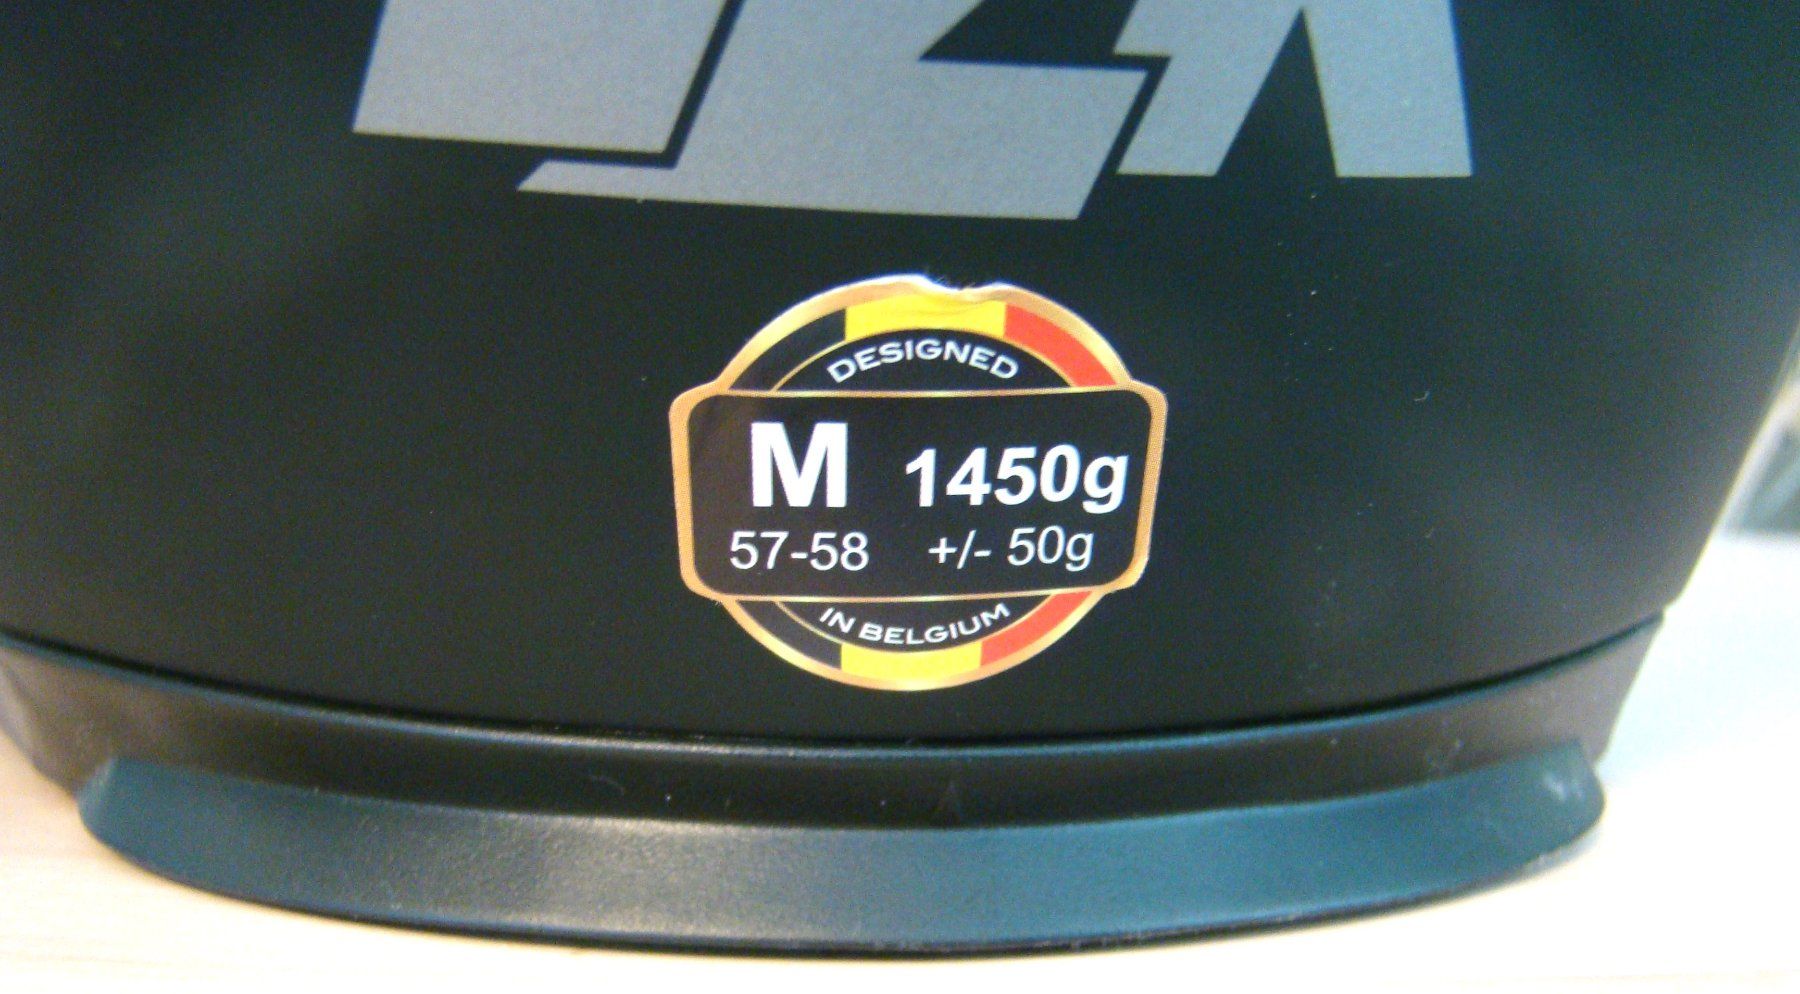 DESIGNED
M 1450g
57-58 +/- 50g
IN BELGIUM